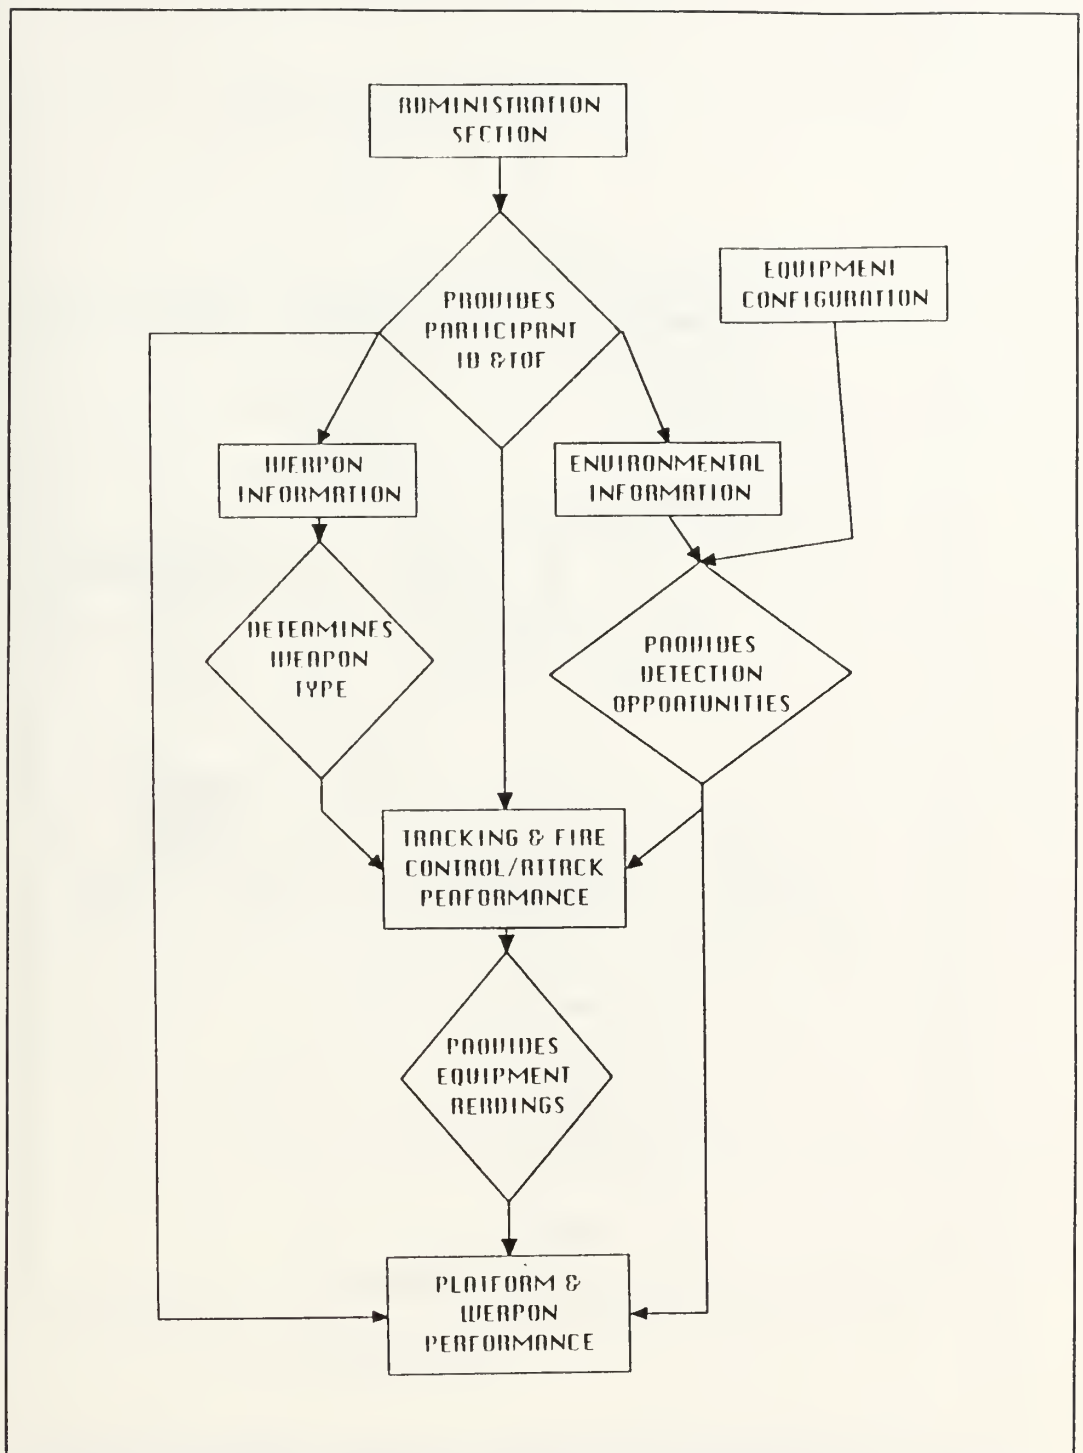 ADMINISTRATION
SECTION
PROVIDES
PARTICIPANT
ID &TOF
EQUIPMENT
CONFIGURATION
WEAPON
INFORMATION
ENVIRONMENTAL
INFORMATION
DETERMINES
WEAPON
TYPE
PROVIDES
DETECTION
OPPORTUNITIES
TRACKING & FIRE
CONTROL/ATTACK
PERFORMANCE
PROVIDES
EQUIPMENT
READINGS
PLATFORM &
WEAPON
PERFORMANCE